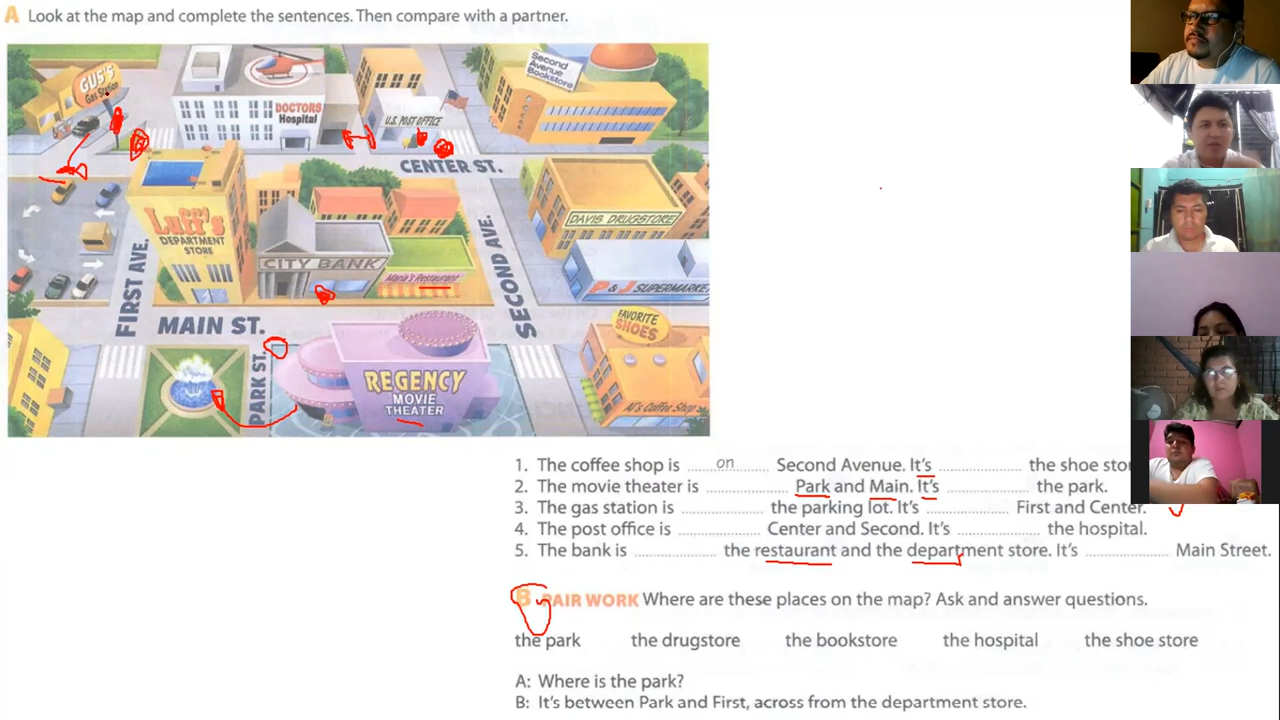 A Look at the map and complete the sentences. Then compare with a partner.
GUS'S
Gas Station
DOCTORS
Hospital
U.S. POST OFFICE
Second
Avenue
Bookstore
CENTER ST.
Luff's
DEPARTMENT
STORE
CITY BANK
Maria's Restaurant
DAVIS DRUGSTORE
P & J SUPERMARKET
FIRST AVE.
SECOND AVE.
MAIN ST.
PARK ST.
REGENCY
MOVIE
THEATER
FAVORITE
SHOES
Al's Coffee Shop
1. The coffee shop is on Second Avenue. It's ............ the shoe sto
2. The movie theater is ............ Park and Main. It's ............ the park.
3. The gas station is ............ the parking lot. It's ............ First and Center.
4. The post office is ............ Center and Second. It's ............ the hospital.
5. The bank is ............ the restaurant and the department store. It's ............ Main Street.
B PAIR WORK Where are these places on the map? Ask and answer questions.
the park the drugstore the bookstore the hospital the shoe store
A: Where is the park?
B: It's between Park and First, across from the department store.